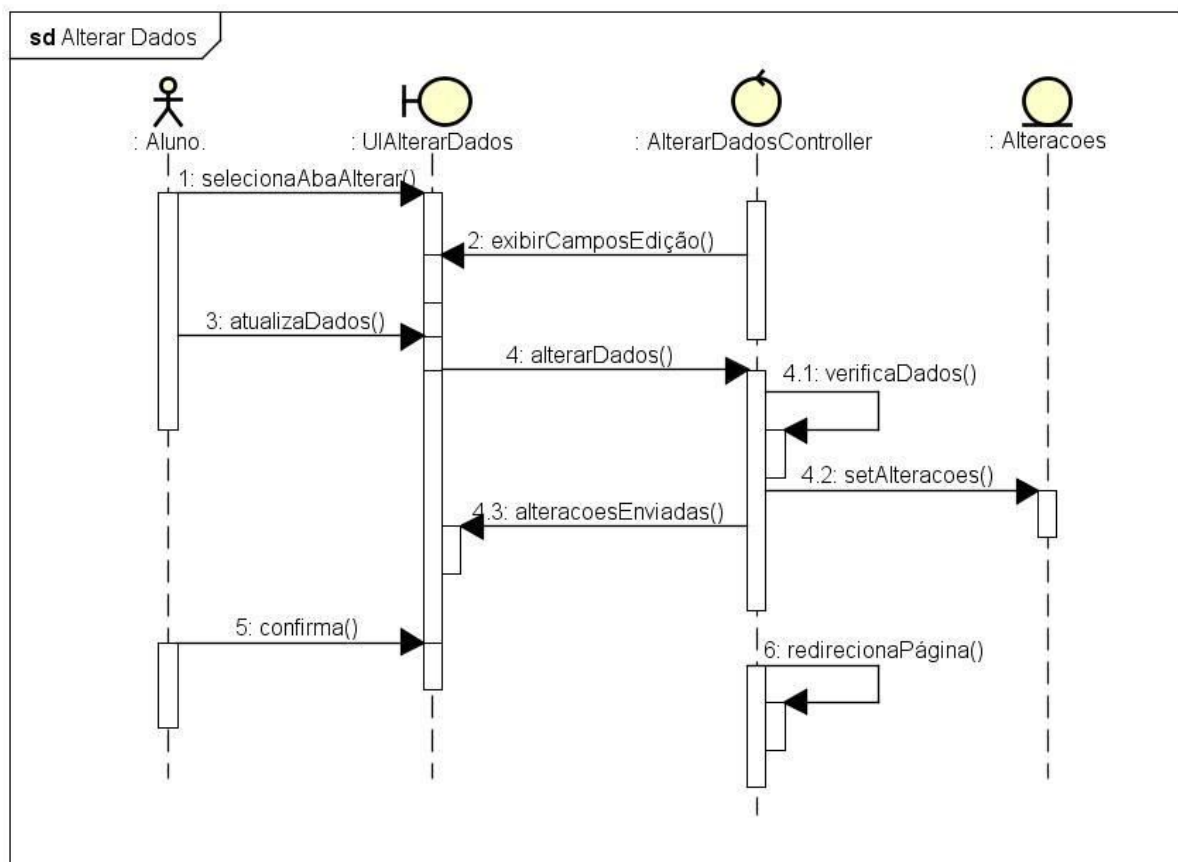 sd Alterar Dados
: Aluno.
: UIAlterarDados
: AlterarDadosController
: Alteracoes
1: selecionaAbaAlterar()
2: exibirCamposEdição()
3: atualizaDados()
4: alterarDados()
4.1: verificaDados()
4.2: setAlteracoes()
4.3: alteracoesEnviadas()
5: confirma()
6: redirecionaPágina()